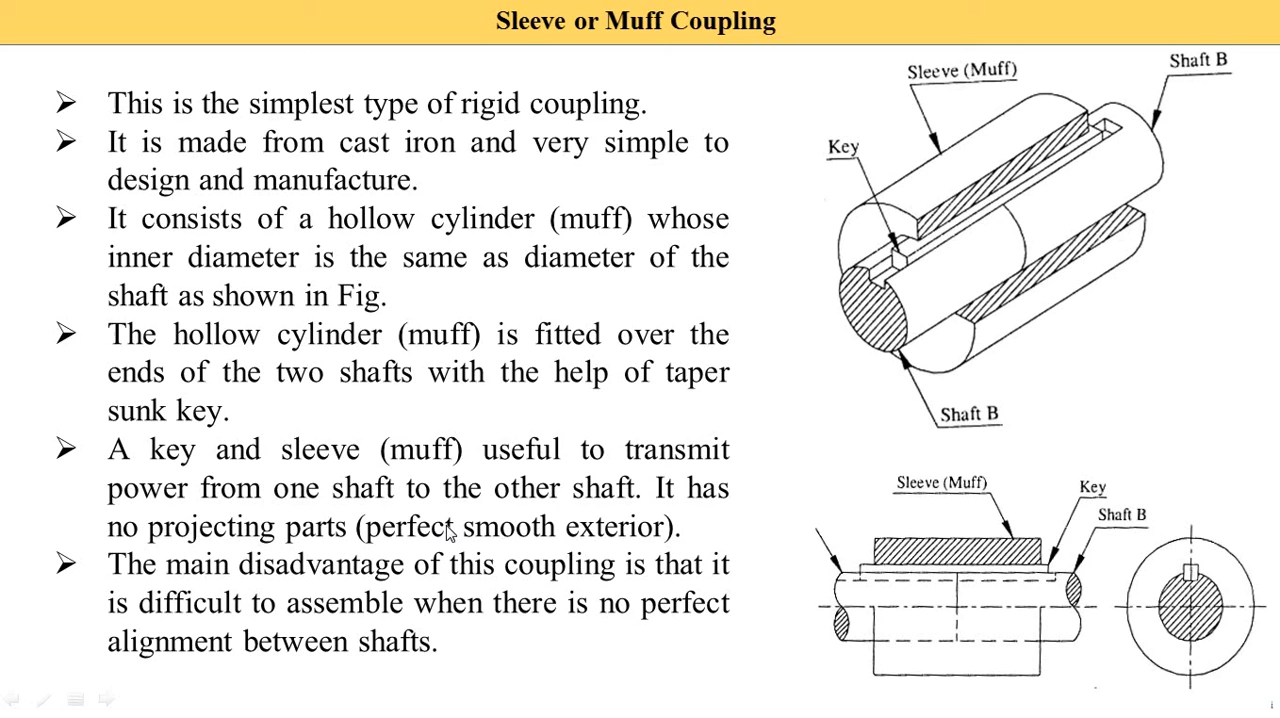 Sleeve or Muff Coupling
➢ This is the simplest type of rigid coupling.
➢ It is made from cast iron and very simple to
design and manufacture.
➢ It consists of a hollow cylinder (muff) whose
inner diameter is the same as diameter of the
shaft as shown in Fig.
➢ The hollow cylinder (muff) is fitted over the
ends of the two shafts with the help of taper
sunk key.
➢ A key and sleeve (muff) useful to transmit
power from one shaft to the other shaft. It has
no projecting parts (perfect smooth exterior).
➢ The main disadvantage of this coupling is that it
is difficult to assemble when there is no perfect
alignment between shafts.
Shaft B
Sleeve (Muff)
Key
Shaft B
Sleeve (Muff)
Key
Shaft B